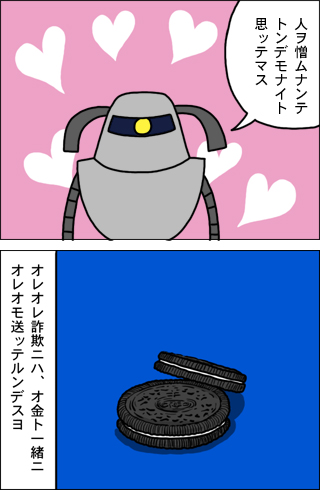 人ヲ憎ムナンテ
トンデモナイト
思ッテマス
オレオレ詐欺ニハ、オ金ト一緒ニ
オレオモ送ッテルンデスヨ